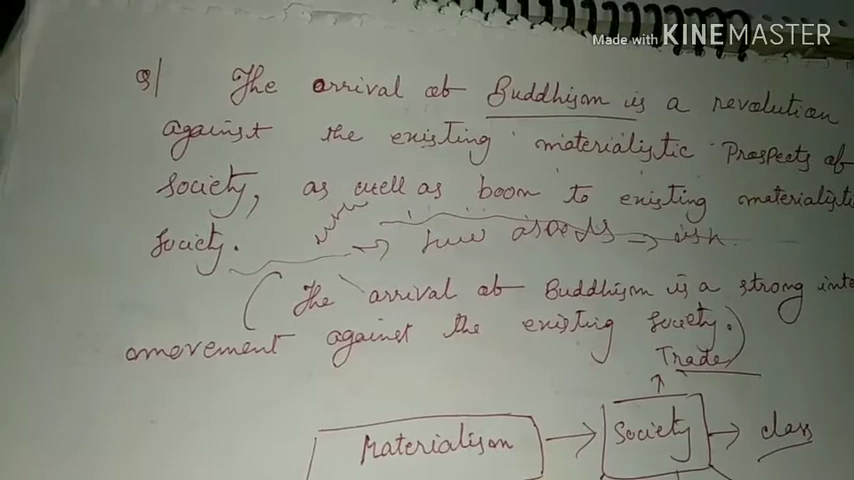 Made with KINEMASTER
Q| The arrival of Buddhism is a revolution
against the existing materialistic Prospects of
society, as well as boom to existing materialisti
society. → aspects →
The arrival of Buddhism is a strong inte
movement against the existing society.
Trade
Materialism → Society → class